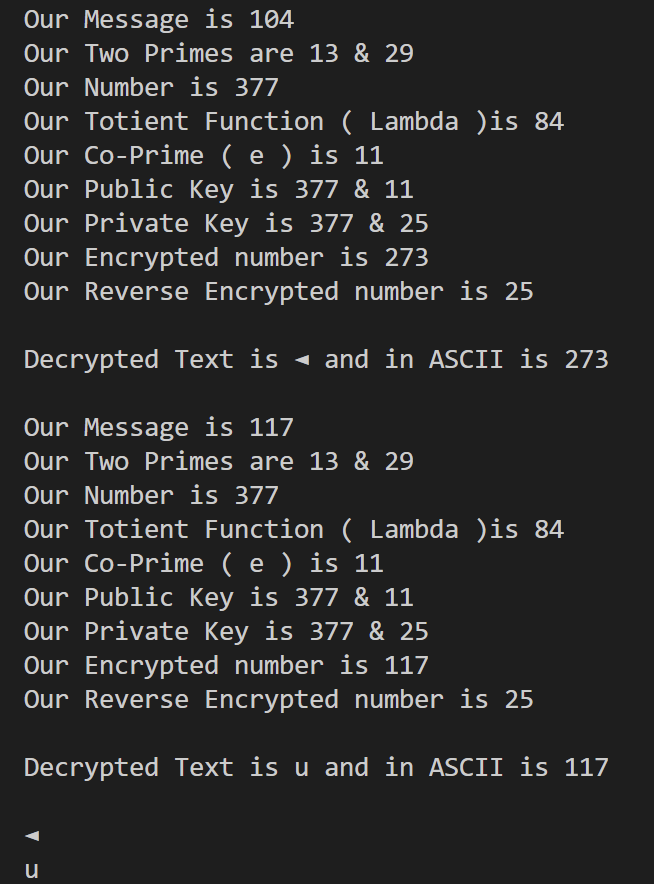 Our Message is 104
Our Two Primes are 13 & 29
Our Number is 377
Our Totient Function ( Lambda )is 84
Our Co-Prime ( e ) is 11
Our Public Key is 377 & 11
Our Private Key is 377 & 25
Our Encrypted number is 273
Our Reverse Encrypted number is 25
Decrypted Text is ◄ and in ASCII is 273
Our Message is 117
Our Two Primes are 13 & 29
Our Number is 377
Our Totient Function ( Lambda )is 84
Our Co-Prime ( e ) is 11
Our Public Key is 377 & 11
Our Private Key is 377 & 25
Our Encrypted number is 117
Our Reverse Encrypted number is 25
Decrypted Text is u and in ASCII is 117
◄
u